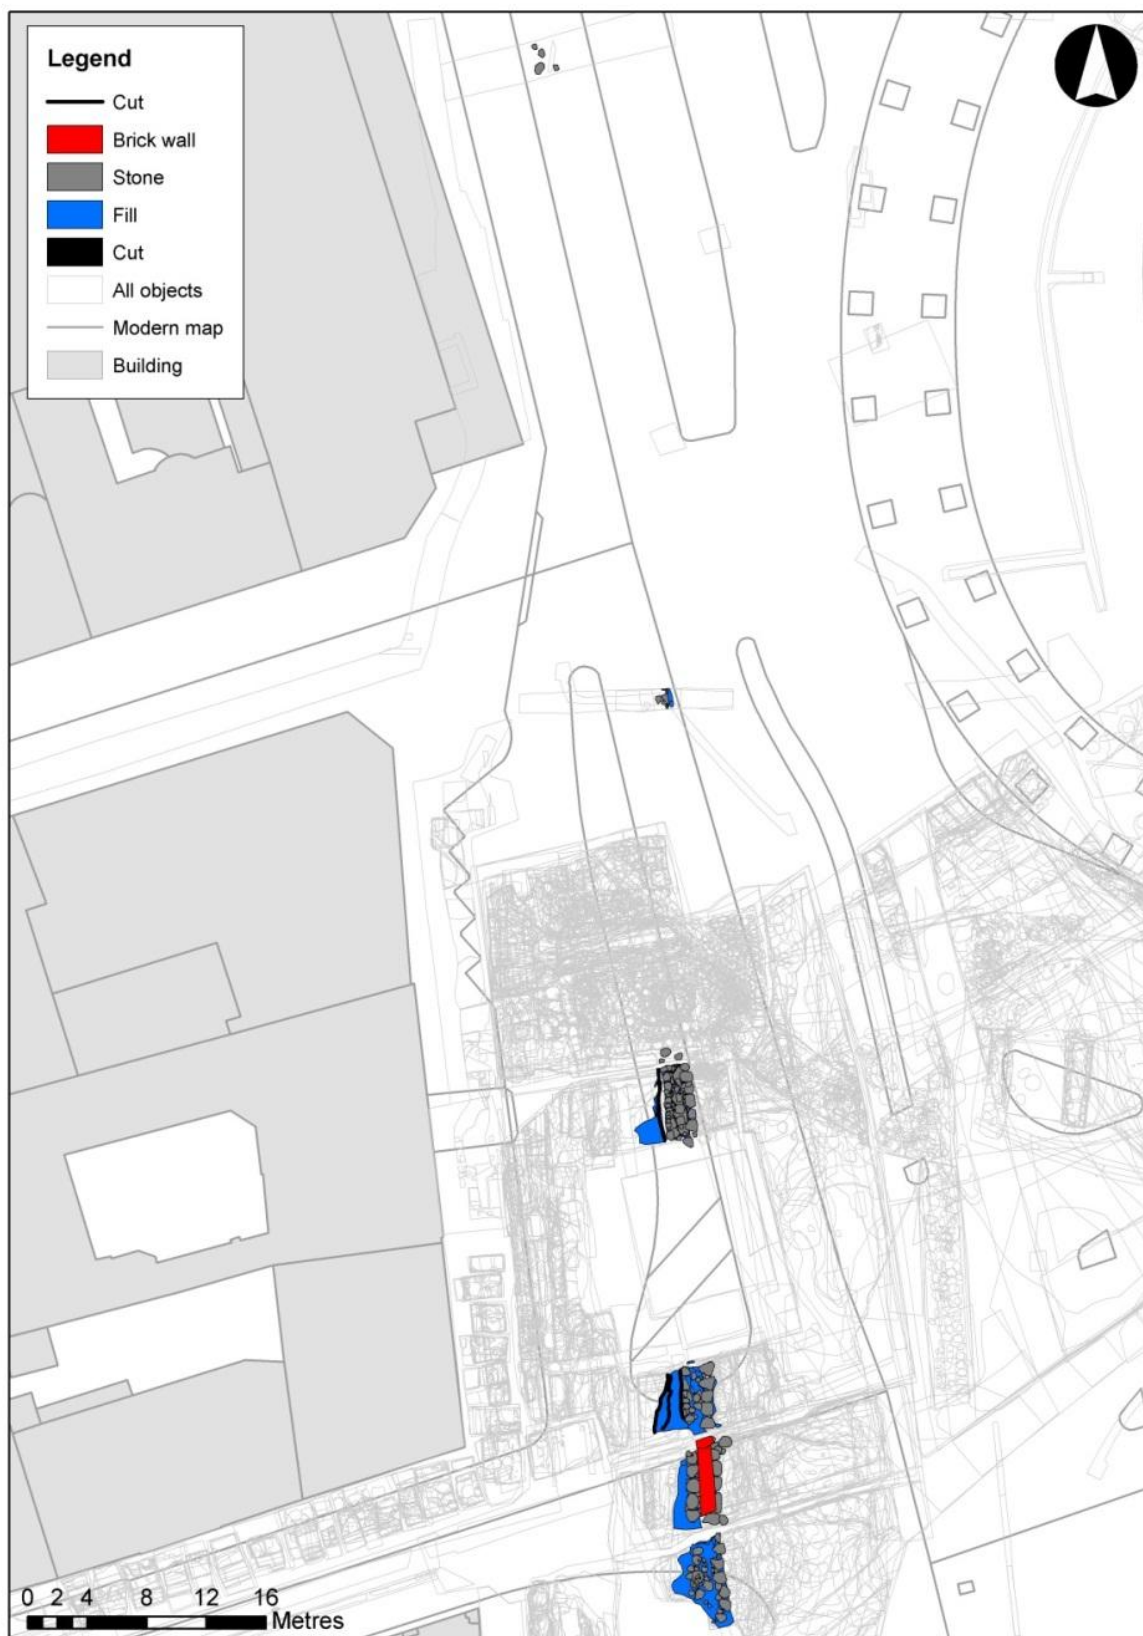 Legend
Cut
Brick wall
Stone
Fill
Cut
All objects
Modern map
Building
0 2 4 8 12 16
Metres